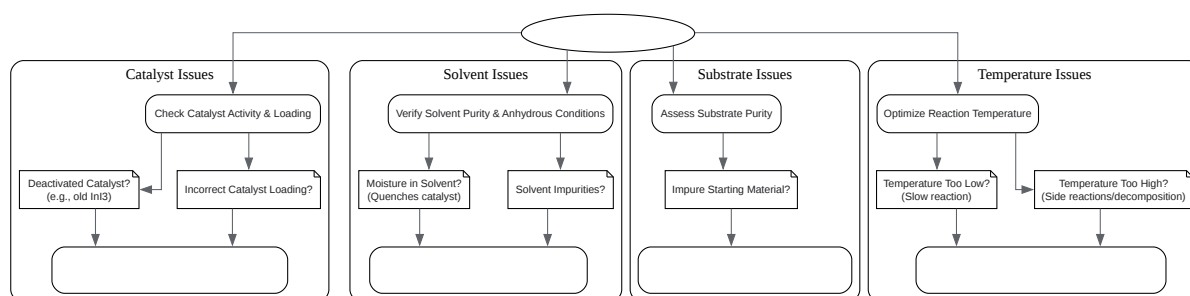 Catalyst Issues
Solvent Issues
Substrate Issues
Temperature Issues
Check Catalyst Activity & Loading
Verify Solvent Purity & Anhydrous Conditions
Assess Substrate Purity
Optimize Reaction Temperature
Deactivated Catalyst?
(e.g., old InI3)
Incorrect Catalyst Loading?
Moisture in Solvent?
(Quenches catalyst)
Solvent Impurities?
Impure Starting Material?
Temperature Too Low?
(Slow reaction)
Temperature Too High?
(Side reactions/decomposition)